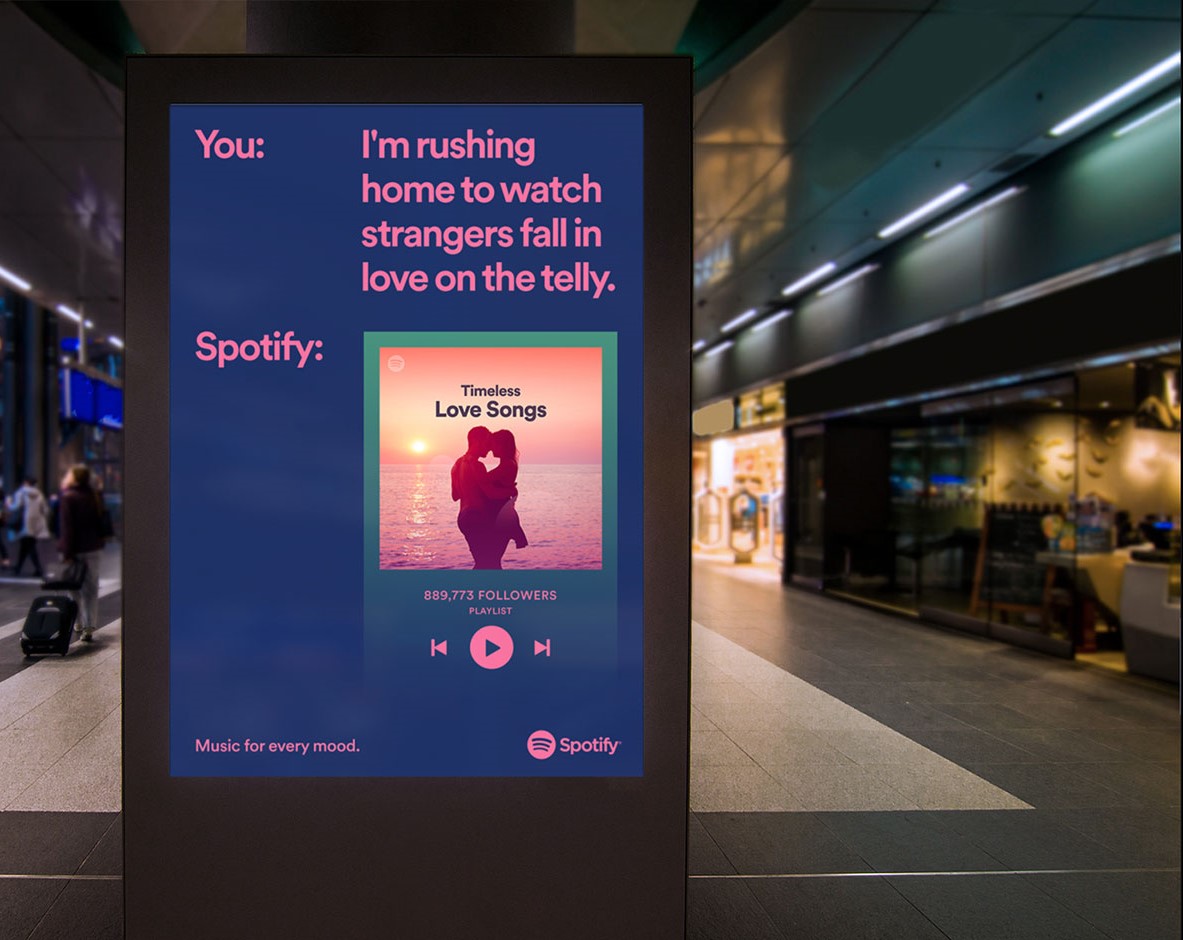 You:
I'm rushing
home to watch
strangers fall in
love on the telly.
Spotify:
Timeless
Love Songs
889,773 FOLLOWERS
PLAYLIST
Music for every mood.
Spotify